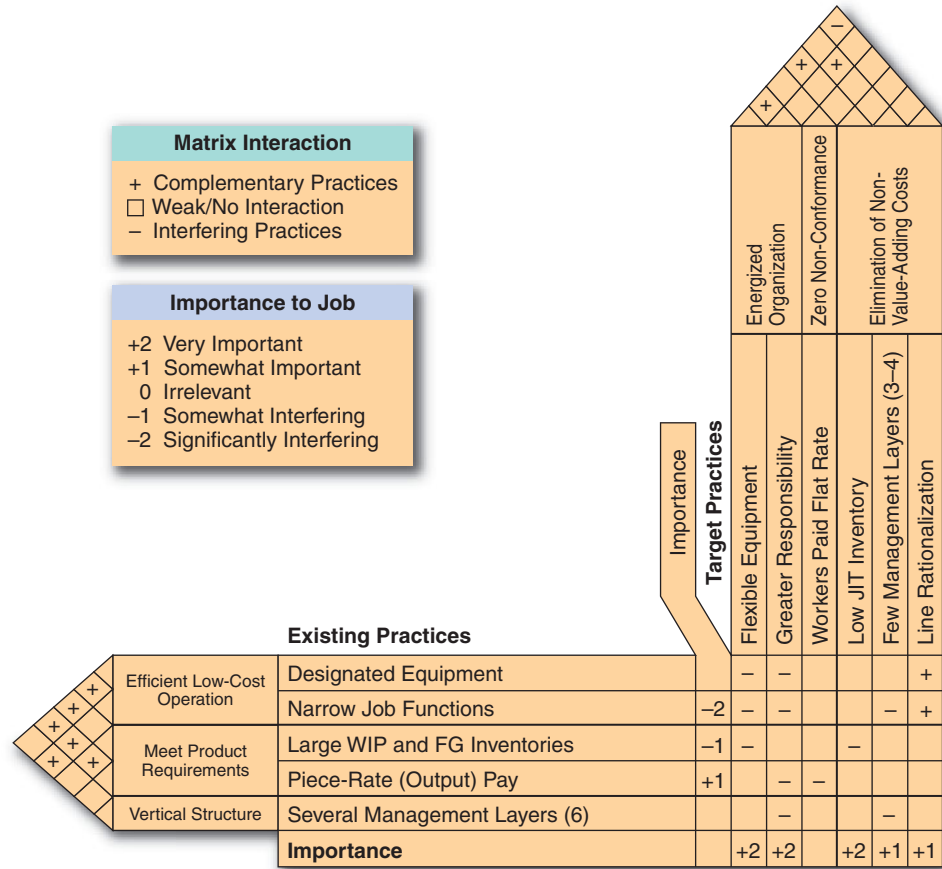 Matrix Interaction
+ Complementary Practices
□ Weak/No Interaction
– Interfering Practices
Importance to Job
+2 Very Important
+1 Somewhat Important
0 Irrelevant
–1 Somewhat Interfering
–2 Significantly Interfering
–
+ +
+
Energized
Organization
Zero Non-Conformance
Elimination of Non-
Value-Adding Costs
Importance
Target Practices
Flexible Equipment
Greater Responsibility
Workers Paid Flat Rate
Low JIT Inventory
Few Management Layers (3–4)
Line Rationalization
Existing Practices
Efficient Low-Cost
Operation
Meet Product
Requirements
Vertical Structure
+
+
+ +
+ +
Designated Equipment – – +
Narrow Job Functions –2 – – – +
Large WIP and FG Inventories –1 – –
Piece-Rate (Output) Pay +1 – –
Several Management Layers (6) – –
Importance +2 +2 +2 +1 +1